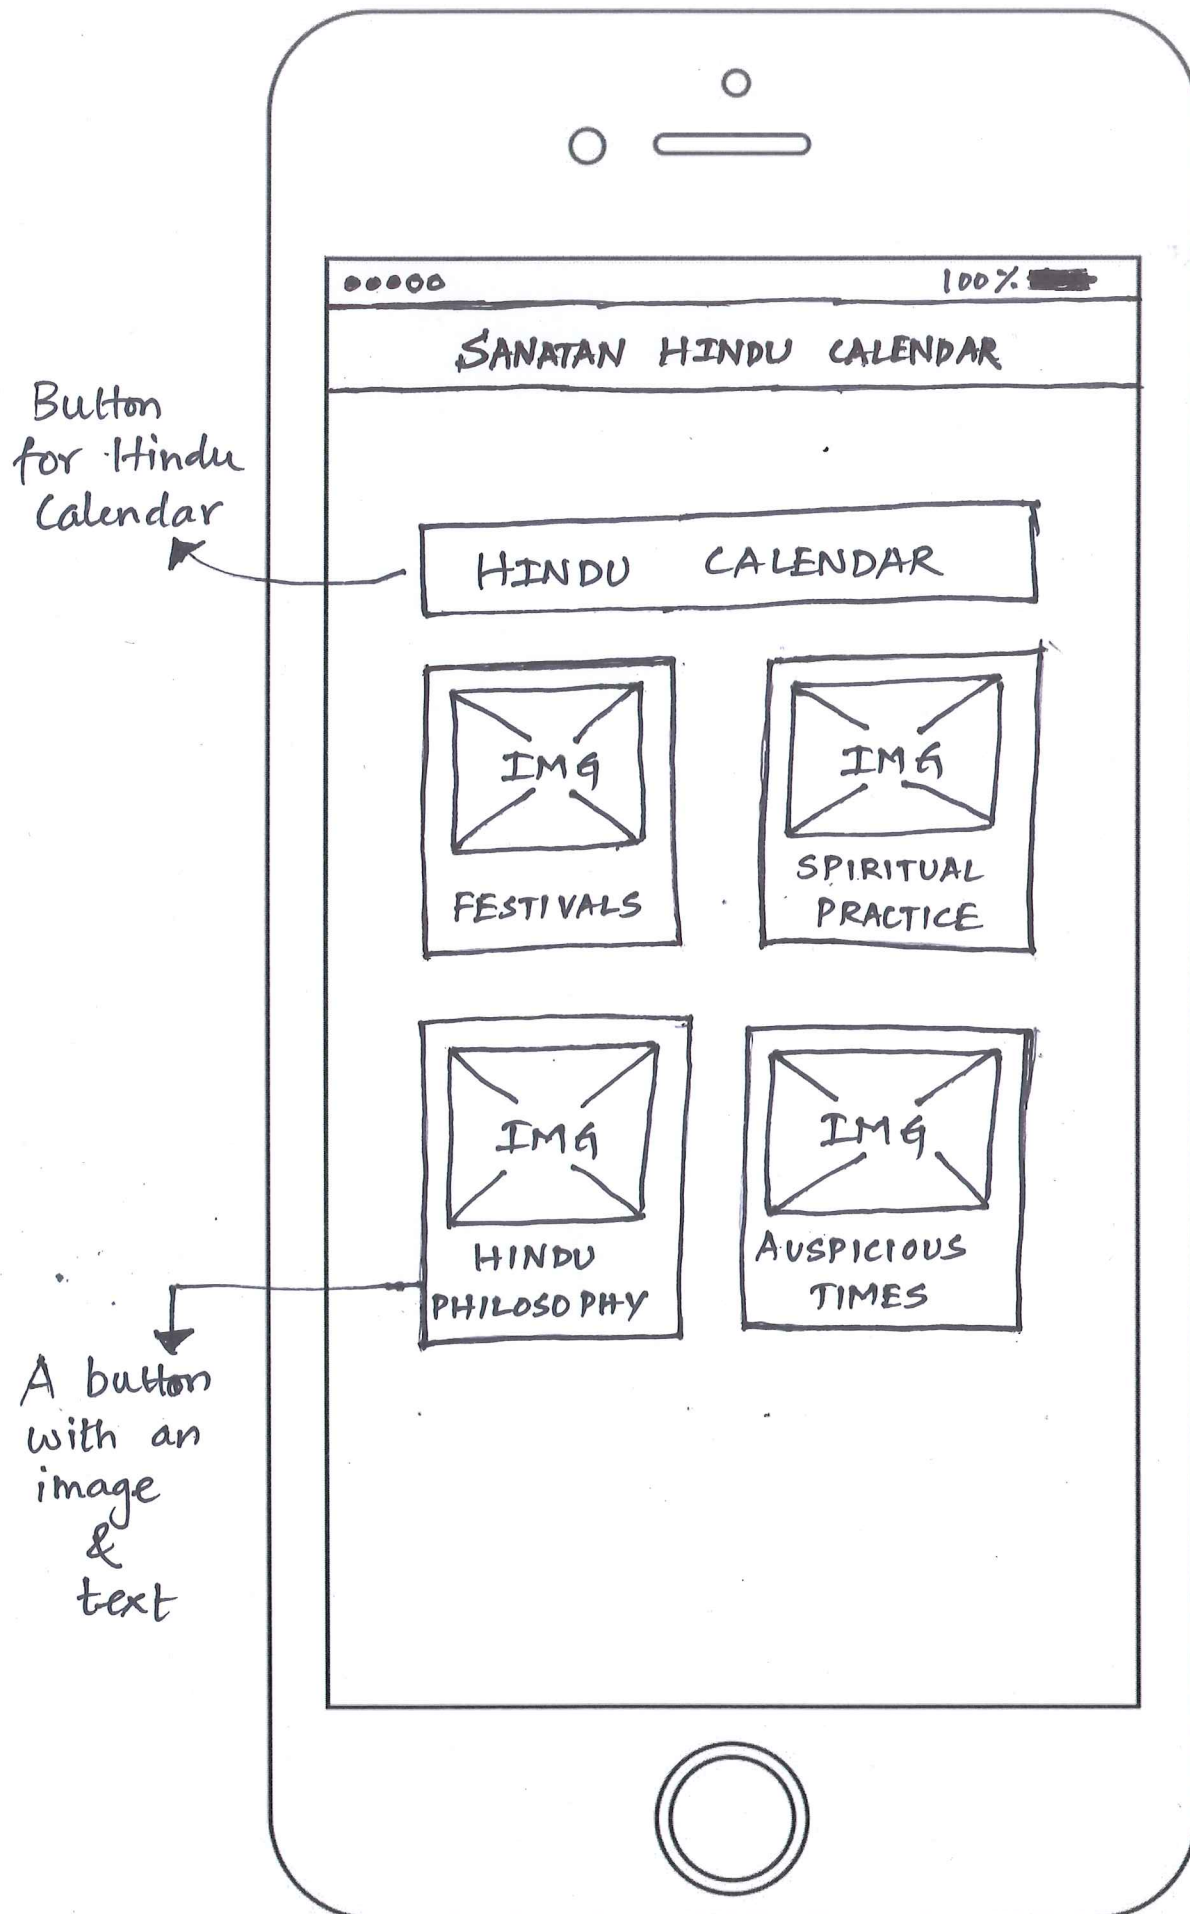 100%
SANATAN HINDU CALENDAR
Button
for Hindu
Calendar
HINDU CALENDAR
IMG
FESTIVALS
IMG
SPIRITUAL
PRACTICE
IMG
HINDU
PHILOSOPHY
IMG
AUSPICIOUS
TIMES
A button
with an
image
&
text